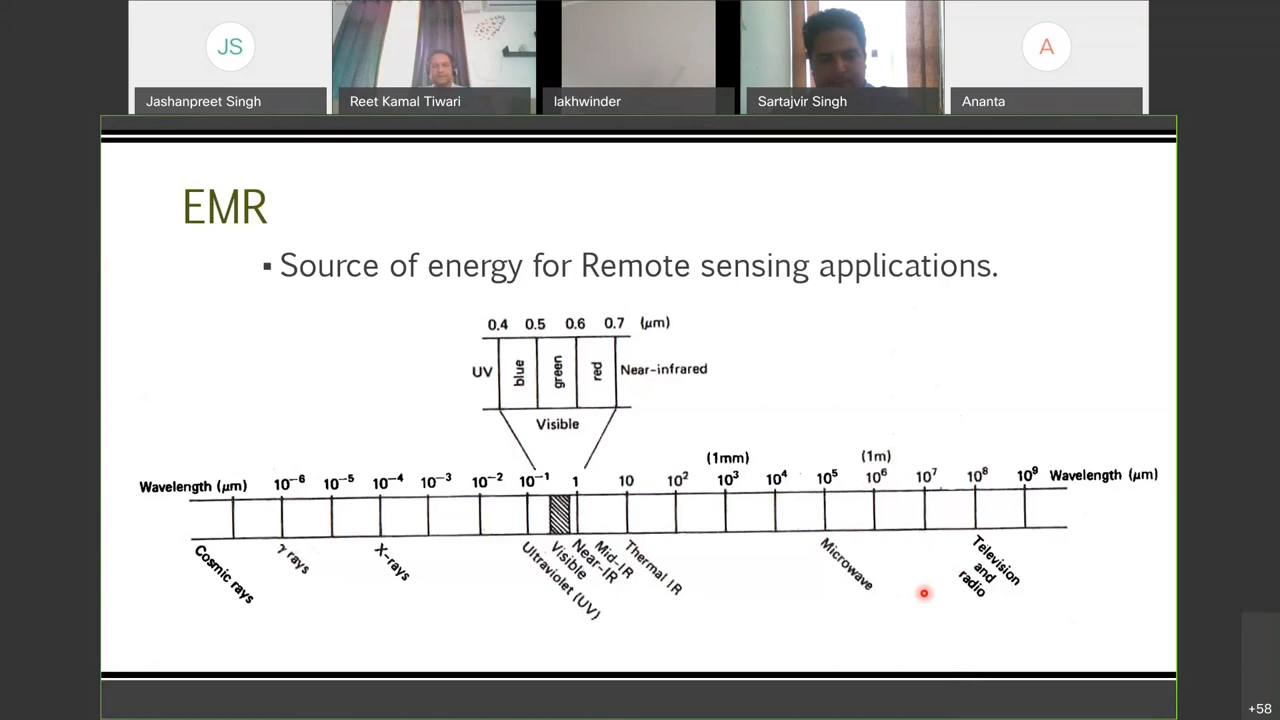 JS
A
Jashanpreet Singh
Reet Kamal Tiwari
lakhwinder
Sartajvir Singh
Ananta
EMR
▪ Source of energy for Remote sensing applications.
0.4 0.5 0.6 0.7 (μm)
UV blue green red Near-infrared
Visible
(1mm) (1m)
Wavelength (μm) 10⁻⁶ 10⁻⁵ 10⁻⁴ 10⁻³ 10⁻² 10⁻¹ 1 10 10² 10³ 10⁴ 10⁵ 10⁶ 10⁷ 10⁸ 10⁹ Wavelength (μm)
Cosmic rays
γ rays
X-rays
Ultraviolet (UV)
Visible
Near-IR
Mid-IR
Thermal IR
Microwave
Television
and
radio
+58